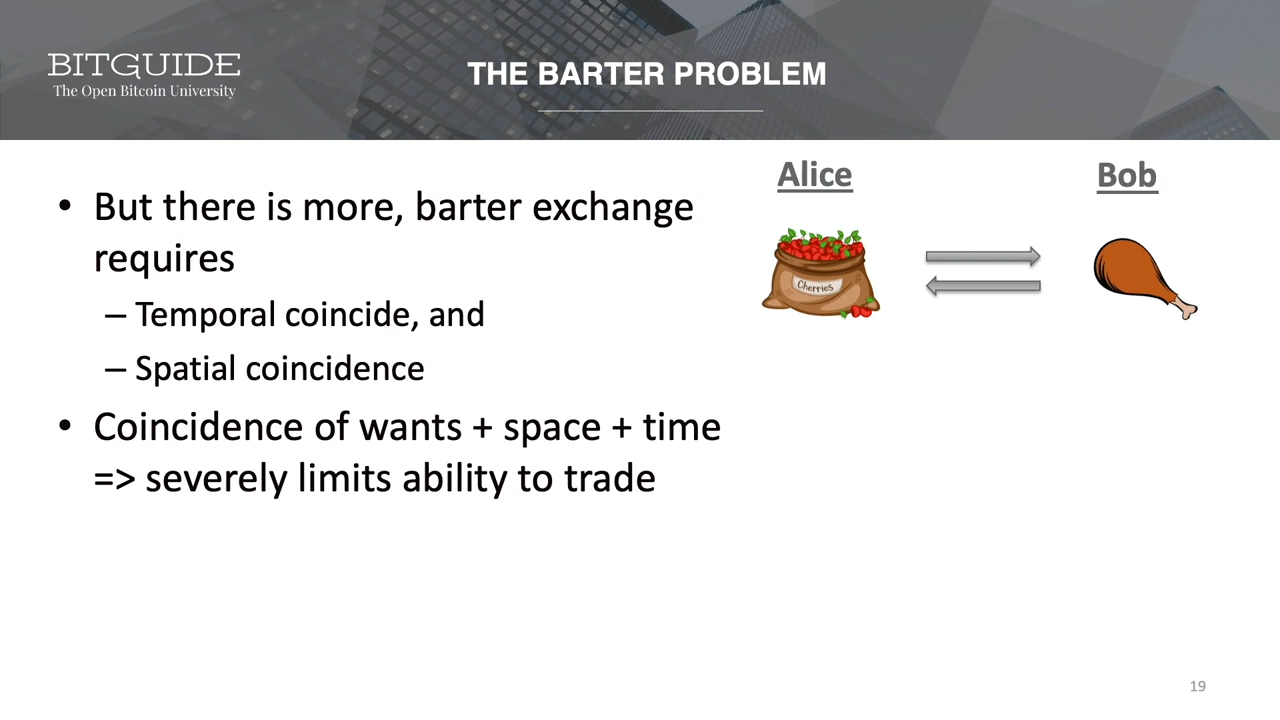 BITGUIDE
The Open Bitcoin University
THE BARTER PROBLEM
• But there is more, barter exchange
requires
– Temporal coincide, and
– Spatial coincidence
• Coincidence of wants + space + time
=> severely limits ability to trade
Alice
Bob
Cherries
19